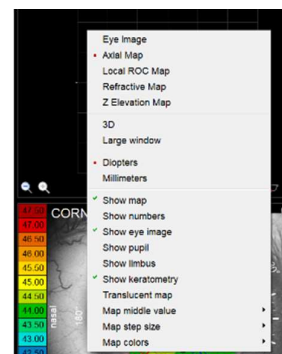 Eye Image
Axial Map
Local ROC Map
Refractive Map
Z Elevation Map
3D
Large window
Diopters
Millimeters
Show map
Show numbers
Show eye image
Show pupil
Show limbus
Show keratometry
Translucent map
Map middle value
Map step size
Map colors
47.50 CORN
47.00
46.50
46.00
45.50
45.00
44.50
44.00
43.50
43.00
42.50
nasal
180°